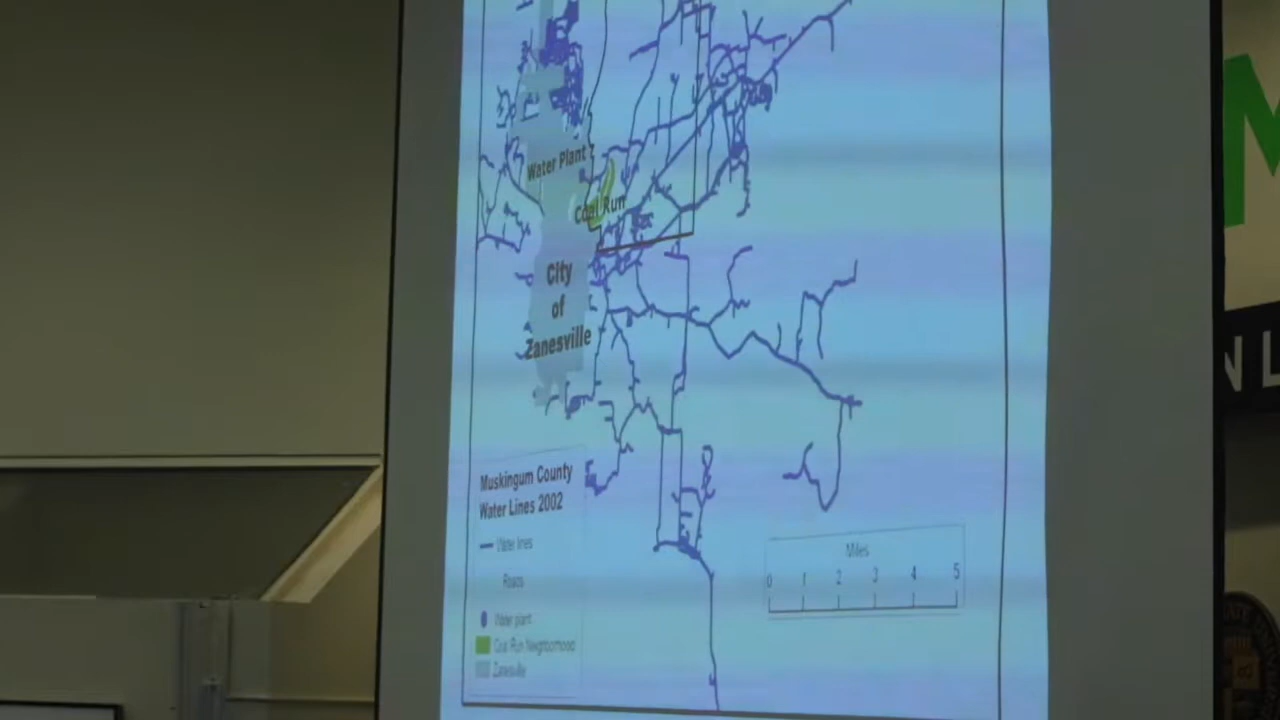 Water Plant
Coal Run
City
of
Zanesville
Muskingum County
Water Lines 2002
Water lines
Roads
Water plant
Coal Run Neighborhood
Zanesville
Miles
0 1 2 3 4 5
M
N L